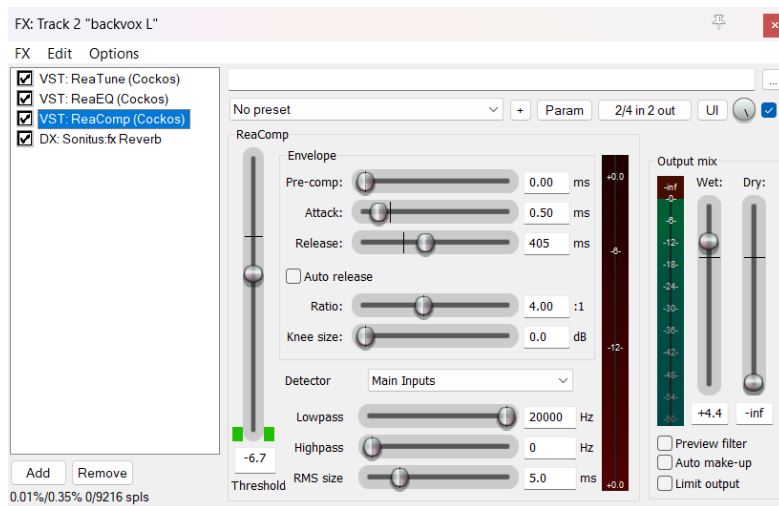 FX: Track 2 "backvox L"
FX Edit Options
VST: ReaTune (Cockos)
VST: ReaEQ (Cockos)
VST: ReaComp (Cockos)
DX: Sonitus:fx Reverb
Add Remove
0.01%/0.35% 0/9216 spls
...
No preset + Param 2/4 in 2 out UI
ReaComp
Envelope
Pre-comp: 0.00 ms
Attack: 0.50 ms
Release: 405 ms
Auto release
Ratio: 4.00 :1
Knee size: 0.0 dB
Detector Main Inputs
Lowpass 20000 Hz
Highpass 0 Hz
RMS size 5.0 ms
-6.7
Threshold
+0.0
-6-
-12-
+0.0
Output mix
Wet: Dry:
-inf
-0-
-6-
-12-
-18-
-24-
-30-
-36-
-42-
-48-
-54-
-60-
+4.4 -inf
Preview filter
Auto make-up
Limit output